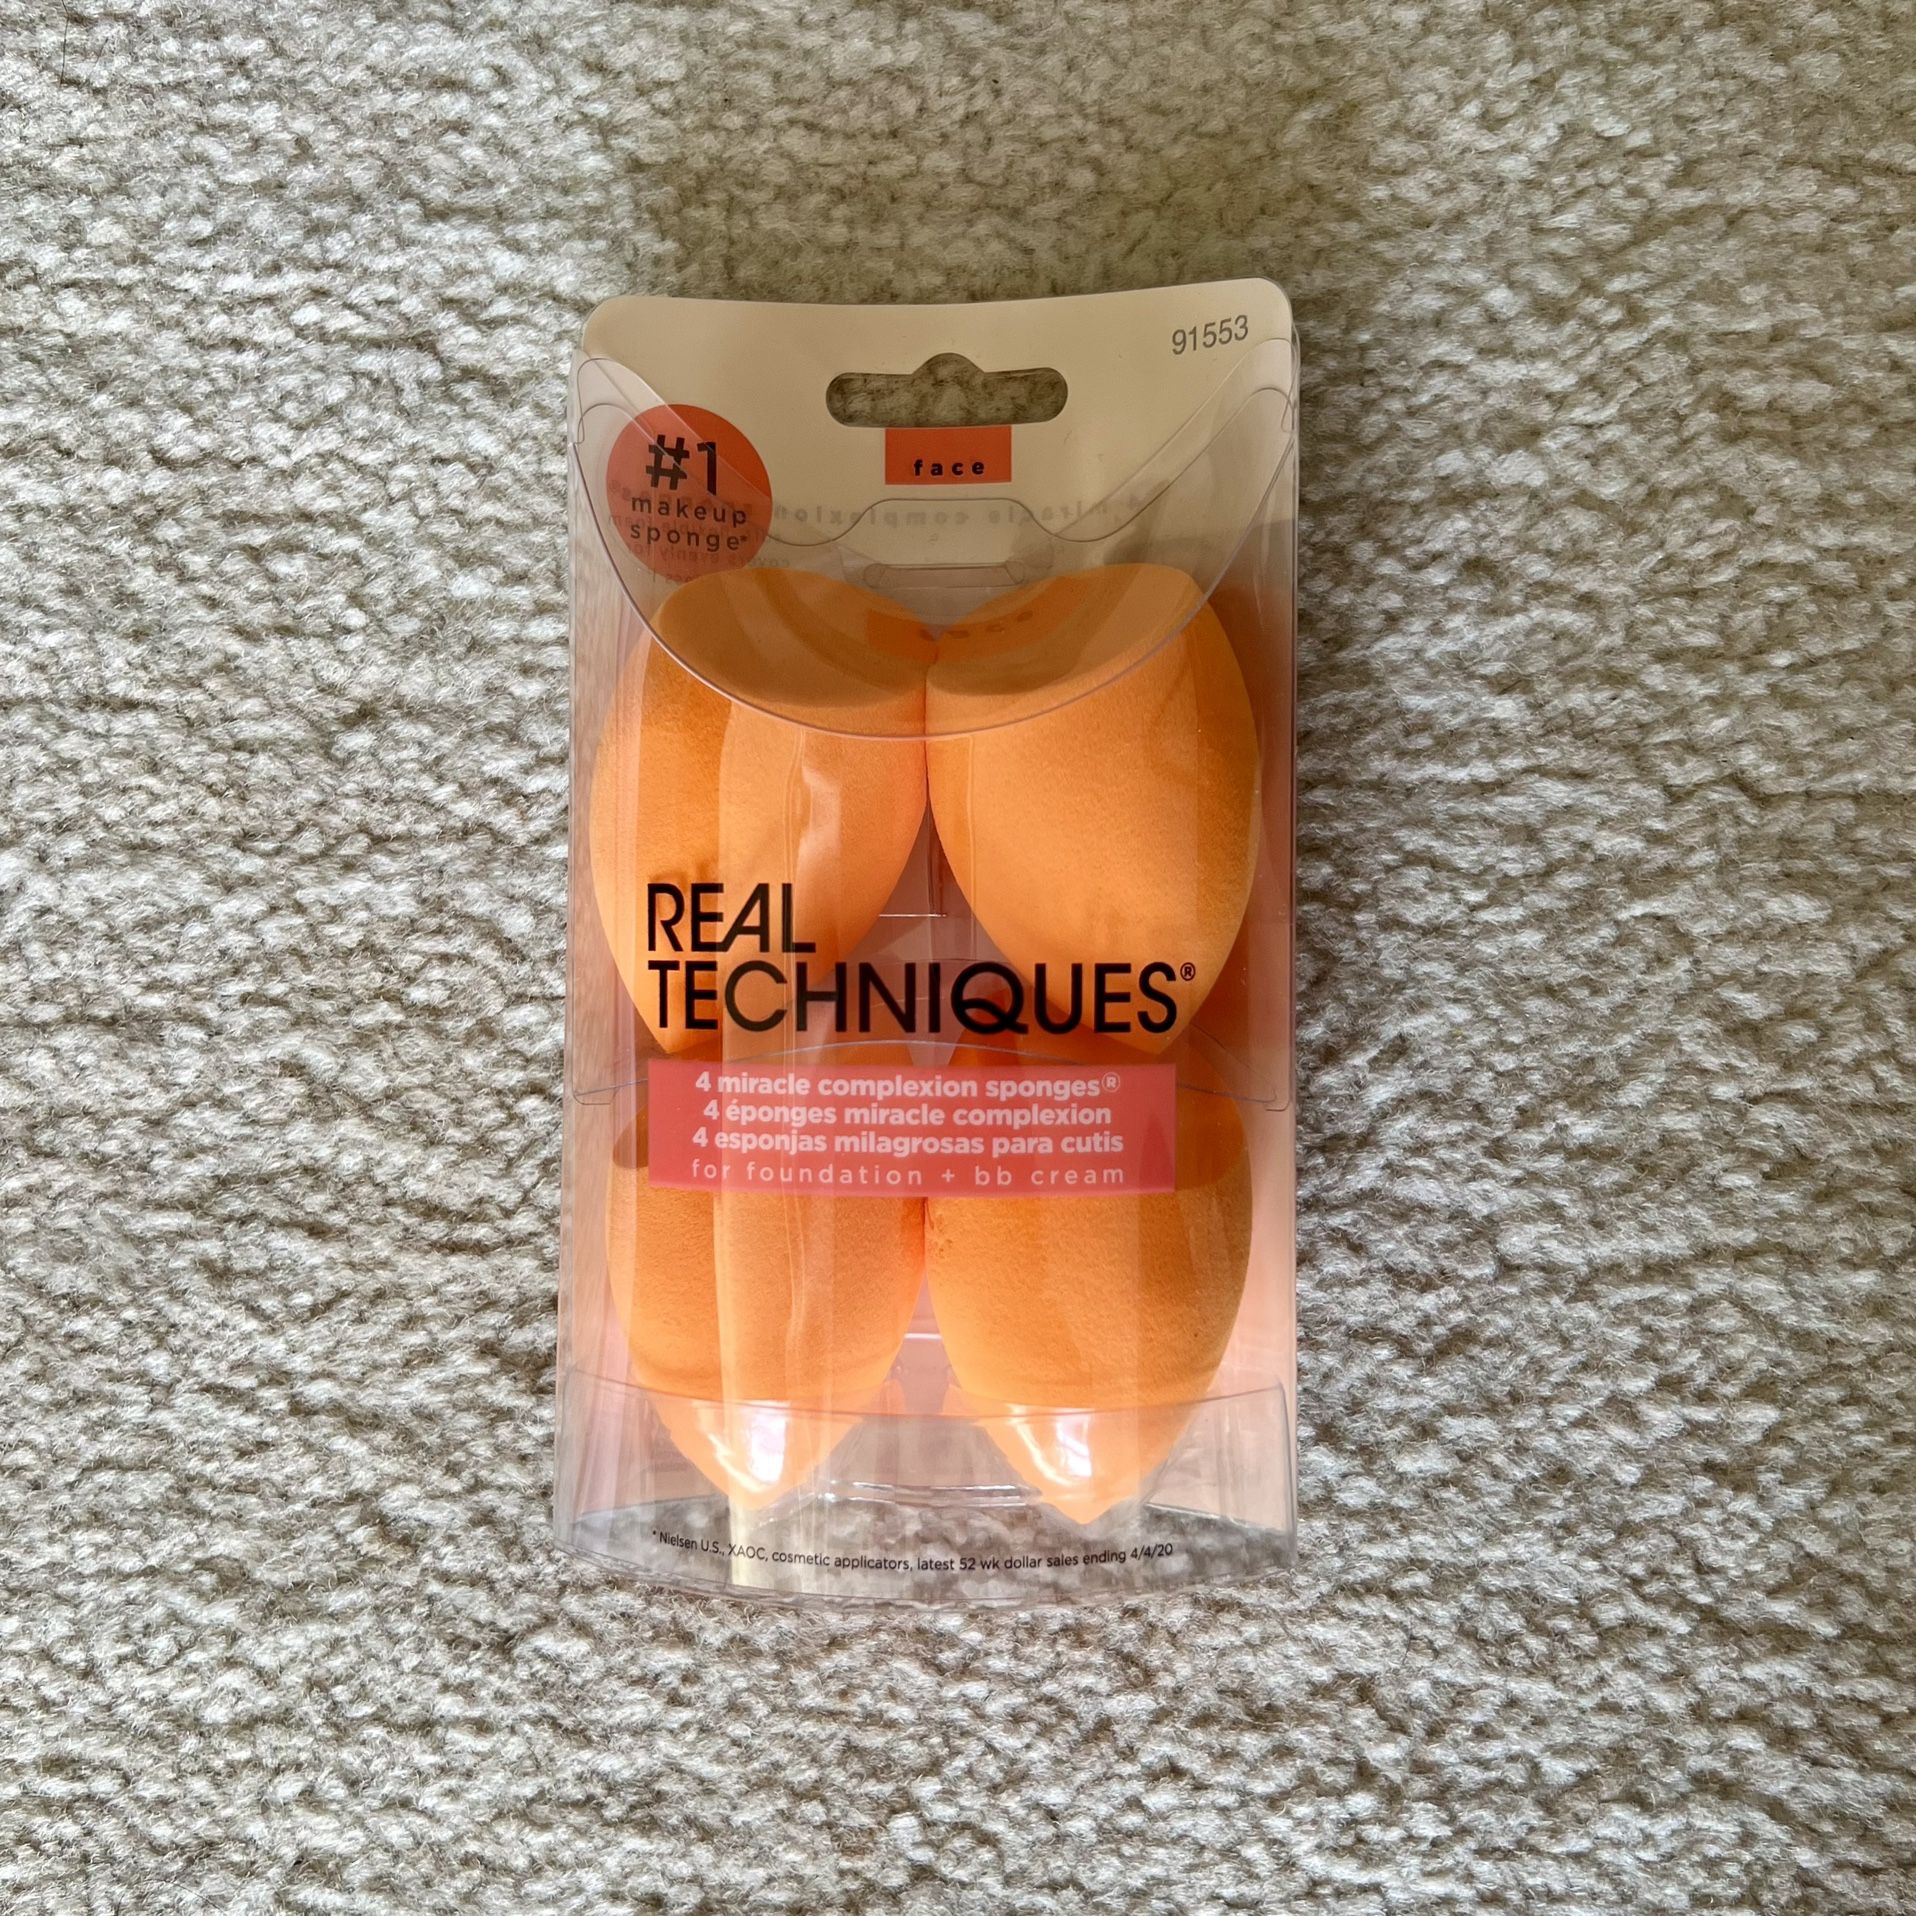 91553
face
#1
makeup
sponge*
REAL
TECHNIQUES®
4 miracle complexion sponges®
4 éponges miracle complexion
4 esponjas milagrosas para cutis
for foundation + bb cream
* Nielsen U.S., XAOC, cosmetic applicators, latest 52 wk dollar sales ending 4/4/20